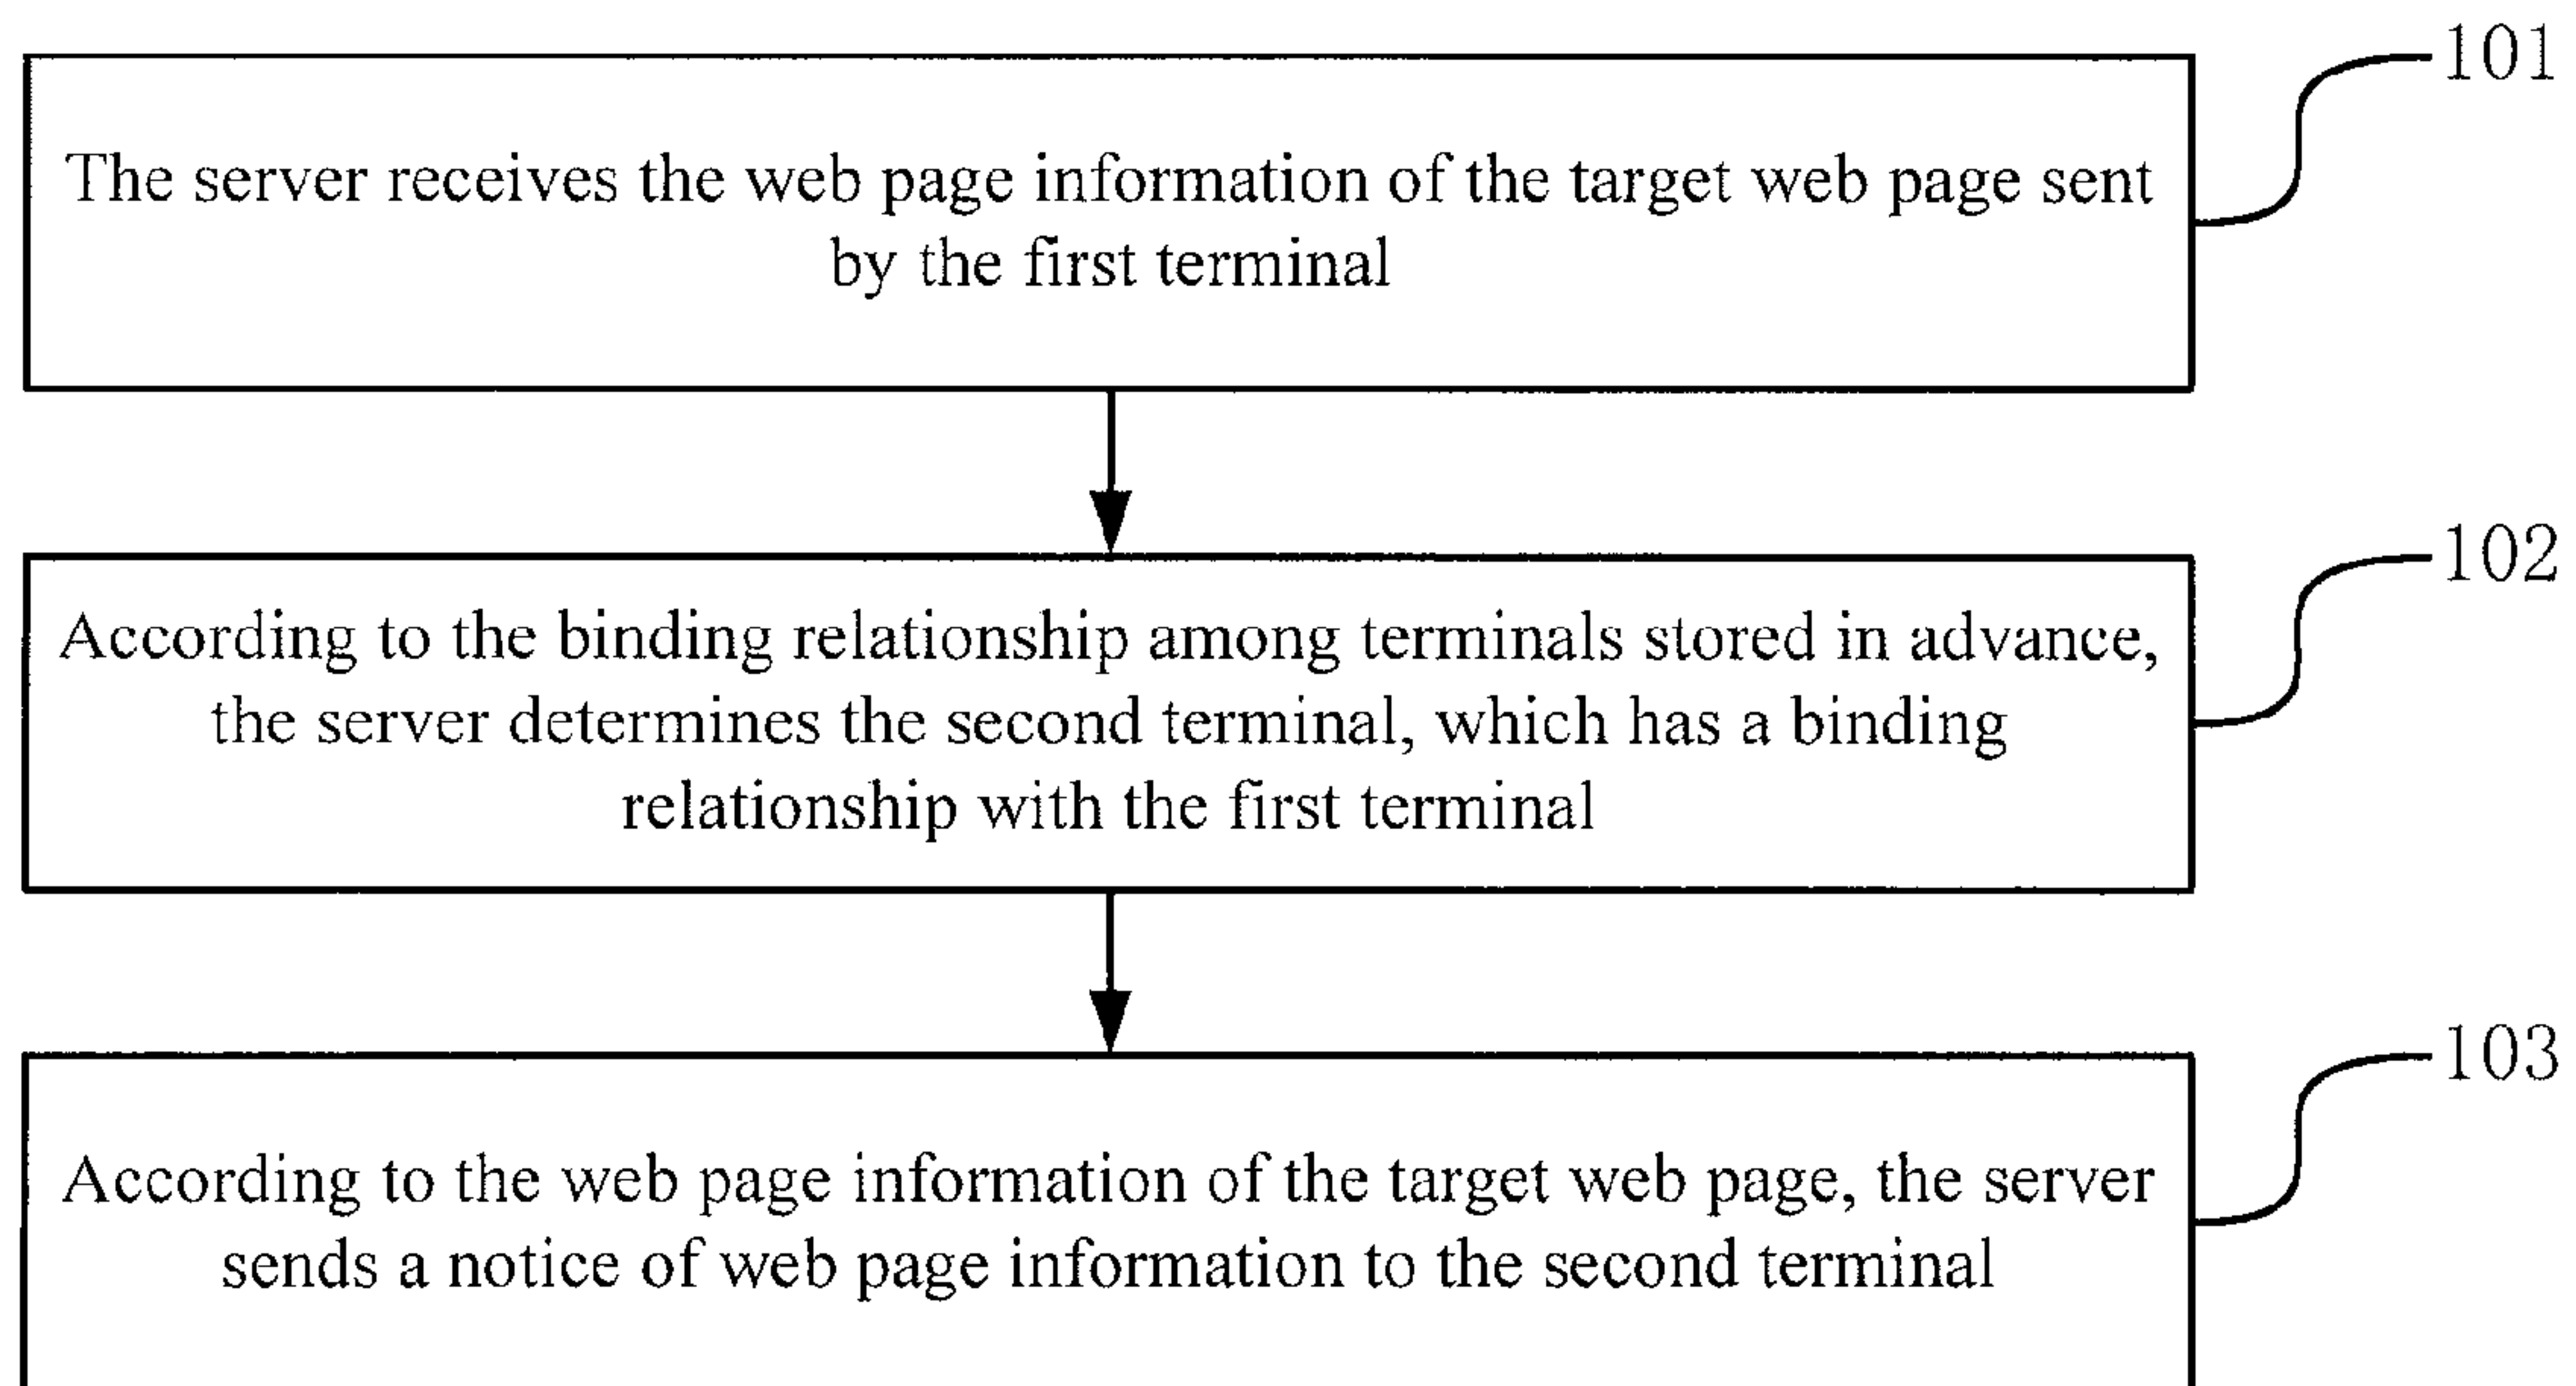 101
The server receives the web page information of the target web page sent
by the first terminal
102
According to the binding relationship among terminals stored in advance,
the server determines the second terminal, which has a binding
relationship with the first terminal
103
According to the web page information of the target web page, the server
sends a notice of web page information to the second terminal